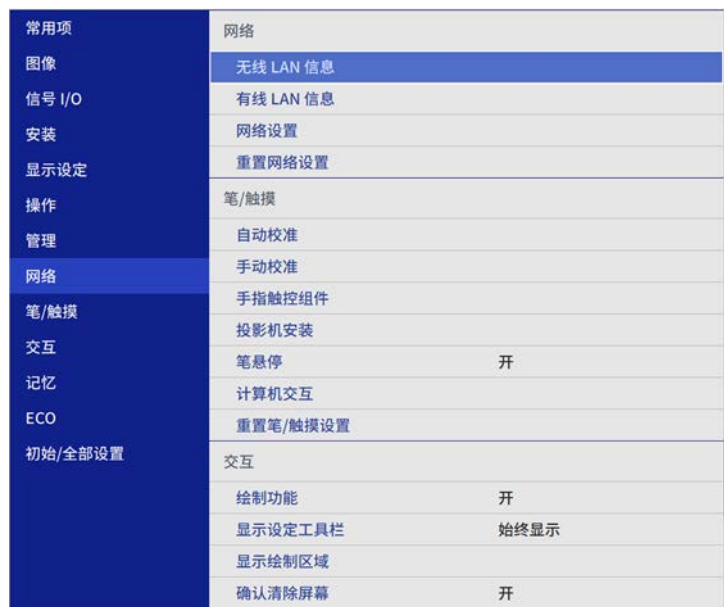 常用项
图像
信号 I/O
安装
显示设定
操作
管理
网络
笔/触摸
交互
记忆
ECO
初始/全部设置
网络
无线 LAN 信息
有线 LAN 信息
网络设置
重置网络设置
笔/触摸
自动校准
手动校准
手指触控组件
投影机安装
笔悬停 开
计算机交互
重置笔/触摸设置
交互
绘制功能 开
显示设定工具栏 始终显示
显示绘制区域
确认清除屏幕 开